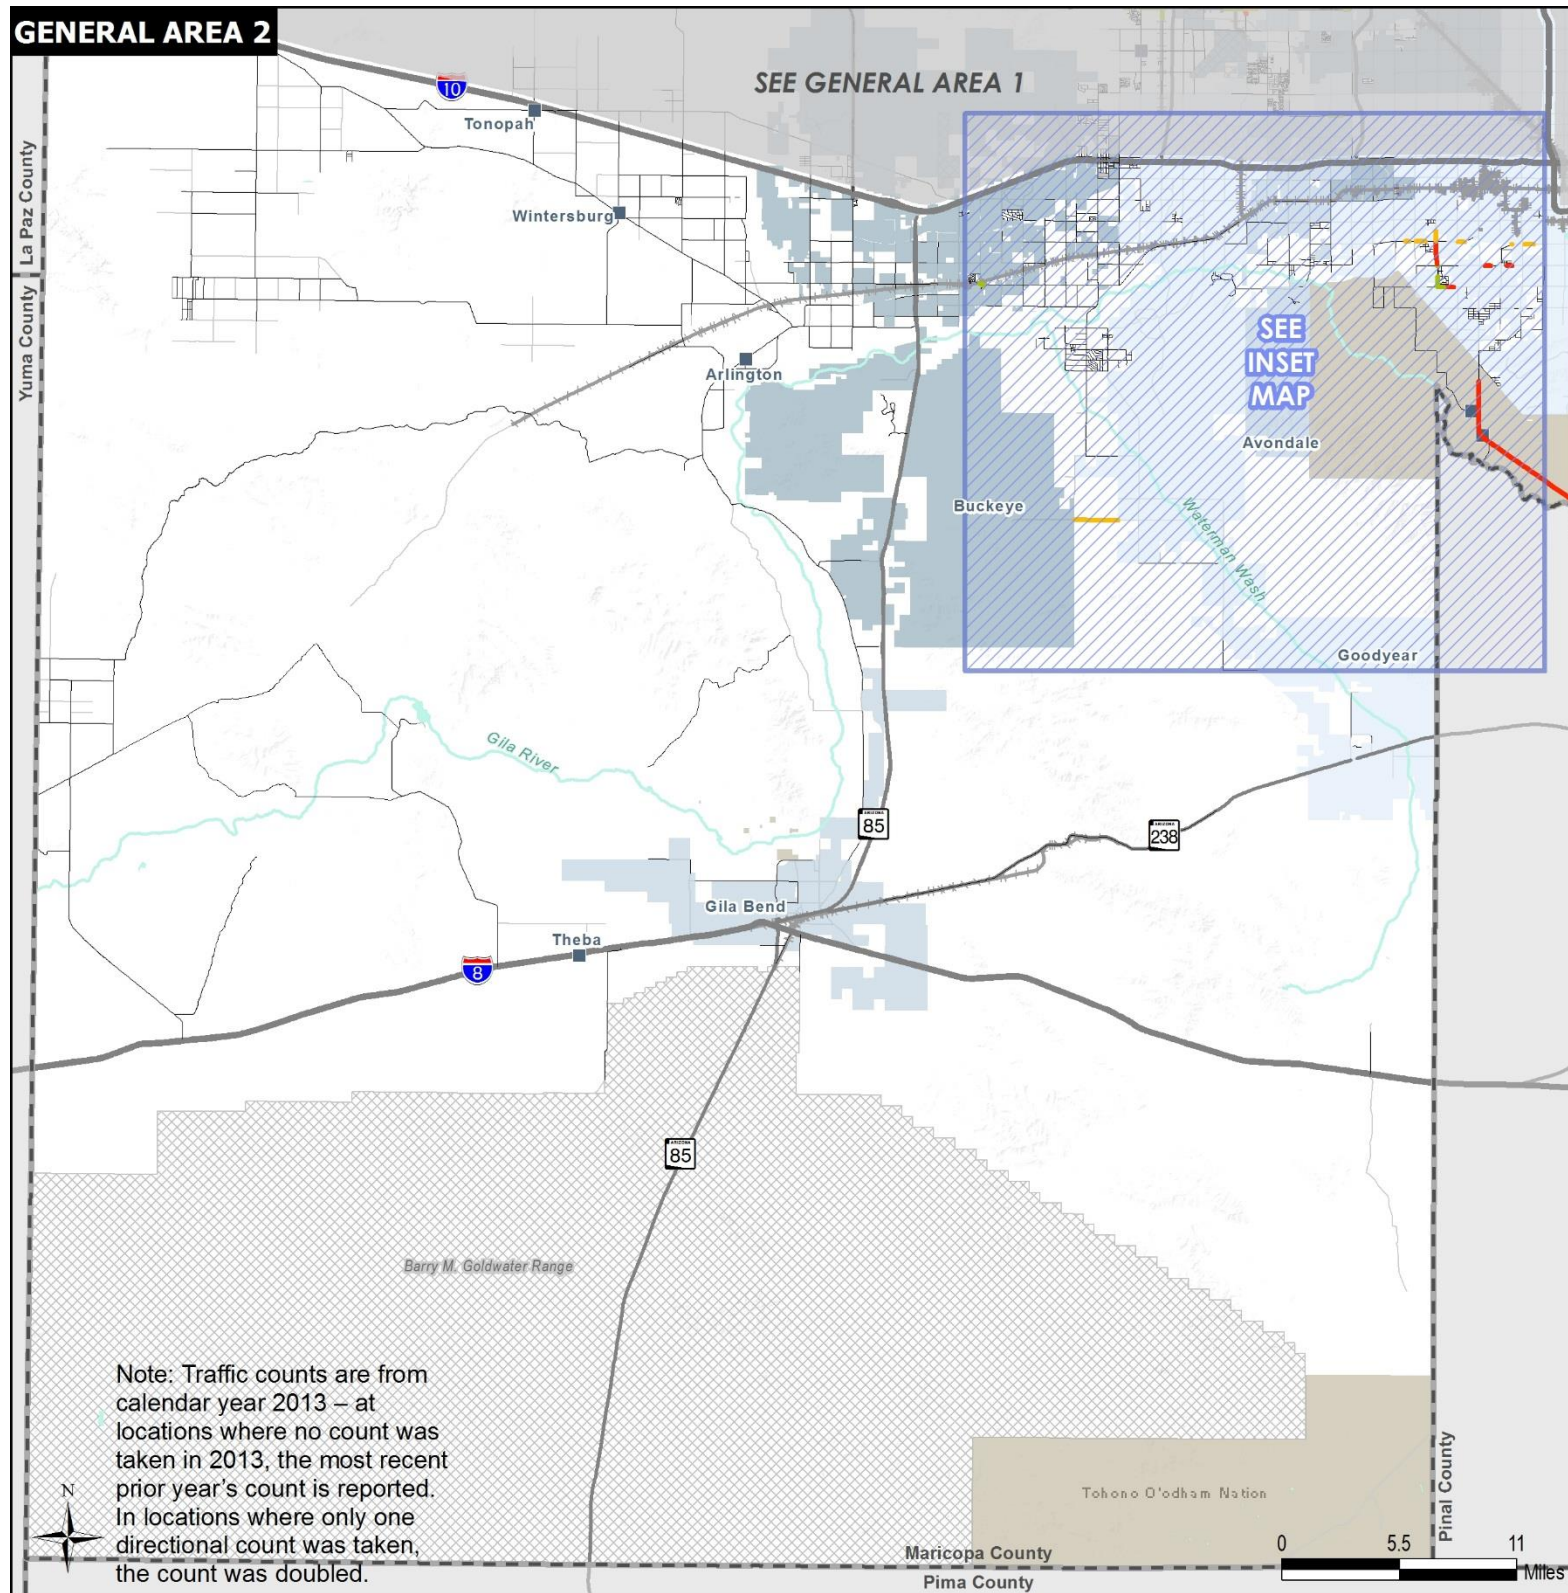 GENERAL AREA 2
SEE GENERAL AREA 1
10
Tonopah
La Paz County
Wintersburg
Yuma County
SEE
INSET
MAP
Arlington
Avondale
Buckeye
Waterman Wash
Goodyear
Gila River
ARIZONA
85
ARIZONA
238
Gila Bend
Theba
8
ARIZONA
85
Barry M. Goldwater Range
Note: Traffic counts are from
calendar year 2013 – at
locations where no count was
taken in 2013, the most recent
prior year's count is reported.
In locations where only one
directional count was taken,
the count was doubled.
N
Tohono O'odham Nation
Pinal County
Maricopa County
Pima County
0 5.5 11
Miles